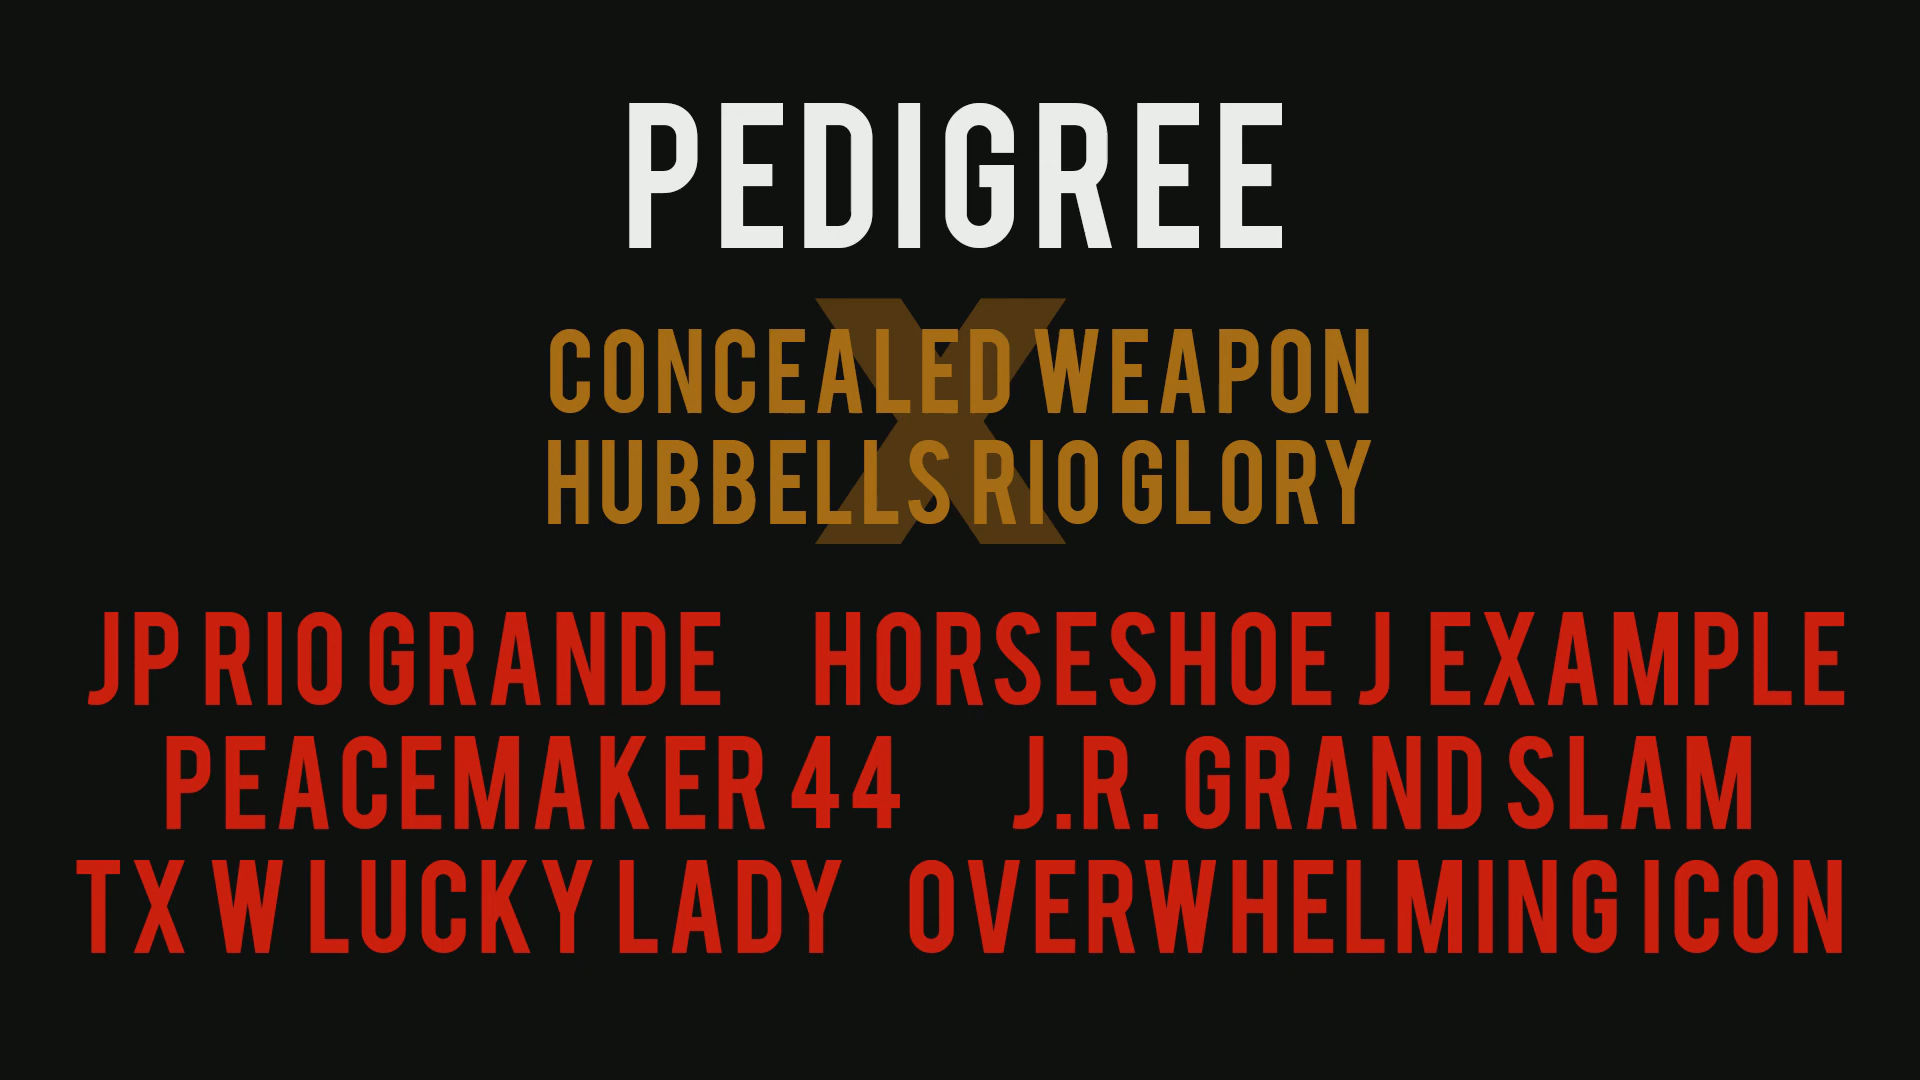 PEDIGREE
X
CONCEALED WEAPON
HUBBELLS RIO GLORY
JP RIO GRANDE HORSESHOE J EXAMPLE
PEACEMAKER 44 J.R. GRAND SLAM
TX W LUCKY LADY OVERWHELMING ICON